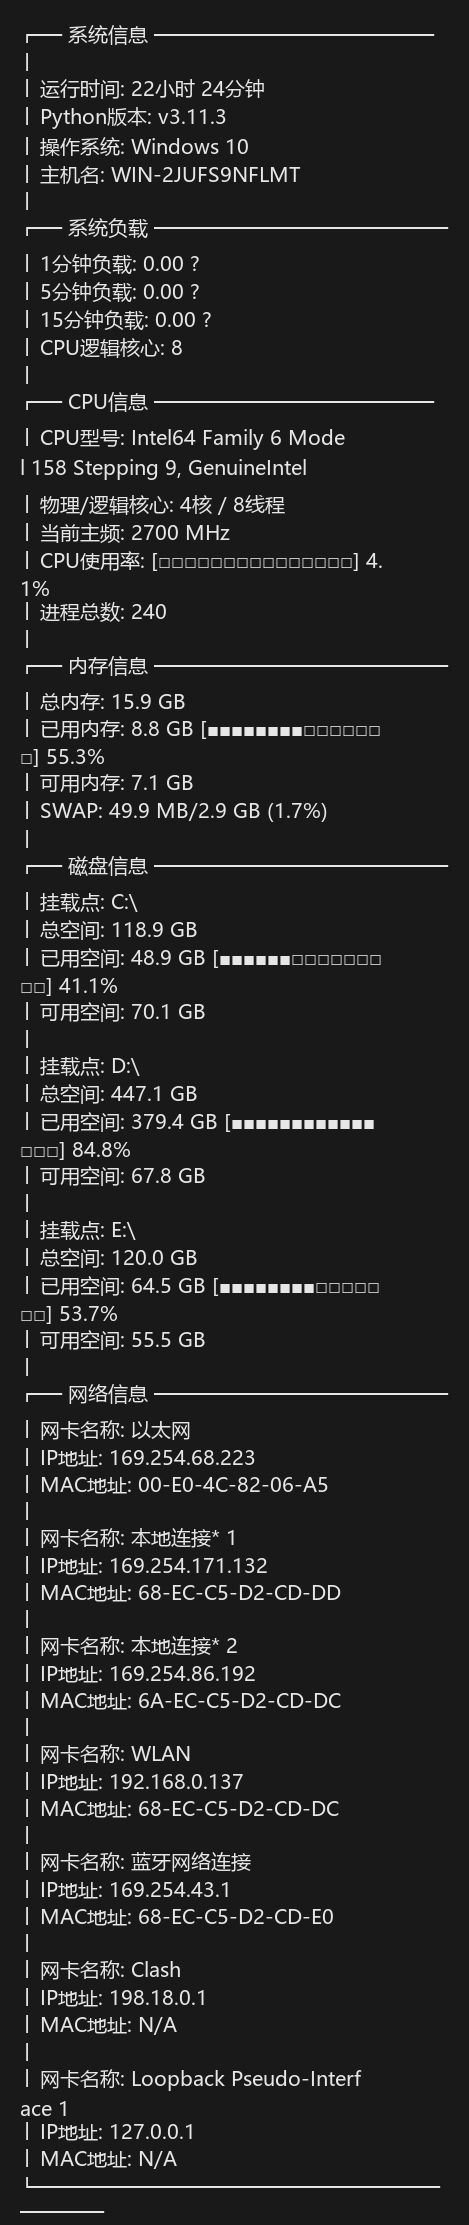 ┌── 系统信息 ──────────────
│
│ 运行时间: 22小时 24分钟
│ Python版本: v3.11.3
│ 操作系统: Windows 10
│ 主机名: WIN-2JUFS9NFLMT
│
┌── 系统负载 ──────────────
│ 1分钟负载: 0.00 ?
│ 5分钟负载: 0.00 ?
│ 15分钟负载: 0.00 ?
│ CPU逻辑核心: 8
│
┌── CPU信息 ──────────────
│ CPU型号: Intel64 Family 6 Mode
l 158 Stepping 9, GenuineIntel
│ 物理/逻辑核心: 4核 / 8线程
│ 当前主频: 2700 MHz
│ CPU使用率: [□□□□□□□□□□□□□□□] 4.
1%
│ 进程总数: 240
│
┌── 内存信息 ──────────────
│ 总内存: 15.9 GB
│ 已用内存: 8.8 GB [■■■■■■■■□□□□□□
□] 55.3%
│ 可用内存: 7.1 GB
│ SWAP: 49.9 MB/2.9 GB (1.7%)
│
┌── 磁盘信息 ──────────────
│ 挂载点: C:\
│ 总空间: 118.9 GB
│ 已用空间: 48.9 GB [■■■■■■□□□□□□□
□□] 41.1%
│ 可用空间: 70.1 GB
│
│ 挂载点: D:\
│ 总空间: 447.1 GB
│ 已用空间: 379.4 GB [■■■■■■■■■■■■
□□□] 84.8%
│ 可用空间: 67.8 GB
│
│ 挂载点: E:\
│ 总空间: 120.0 GB
│ 已用空间: 64.5 GB [■■■■■■■■□□□□□
□□] 53.7%
│ 可用空间: 55.5 GB
│
┌── 网络信息 ──────────────
│ 网卡名称: 以太网
│ IP地址: 169.254.68.223
│ MAC地址: 00-E0-4C-82-06-A5
│
│ 网卡名称: 本地连接* 1
│ IP地址: 169.254.171.132
│ MAC地址: 68-EC-C5-D2-CD-DD
│
│ 网卡名称: 本地连接* 2
│ IP地址: 169.254.86.192
│ MAC地址: 6A-EC-C5-D2-CD-DC
│
│ 网卡名称: WLAN
│ IP地址: 192.168.0.137
│ MAC地址: 68-EC-C5-D2-CD-DC
│
│ 网卡名称: 蓝牙网络连接
│ IP地址: 169.254.43.1
│ MAC地址: 68-EC-C5-D2-CD-E0
│
│ 网卡名称: Clash
│ IP地址: 198.18.0.1
│ MAC地址: N/A
│
│ 网卡名称: Loopback Pseudo-Interf
ace 1
│ IP地址: 127.0.0.1
│ MAC地址: N/A
└────────────────────
────